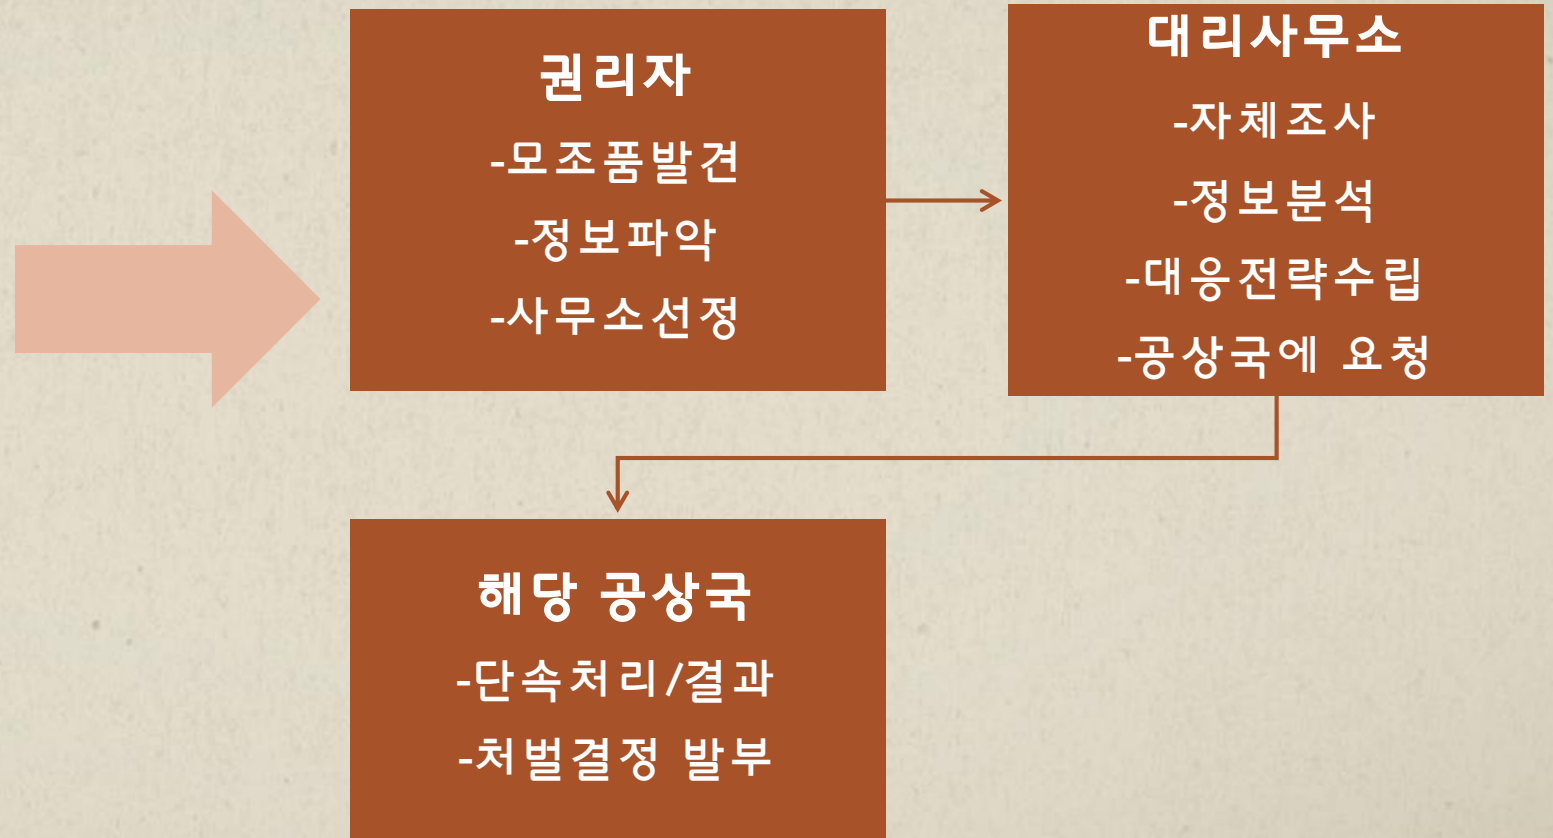 권리자
-모조품발견
-정보파악
-사무소선정
대리사무소
-자체조사
-정보분석
-대응전략수립
-공상국에 요청
해당 공상국
-단속처리/결과
-처벌결정 발부